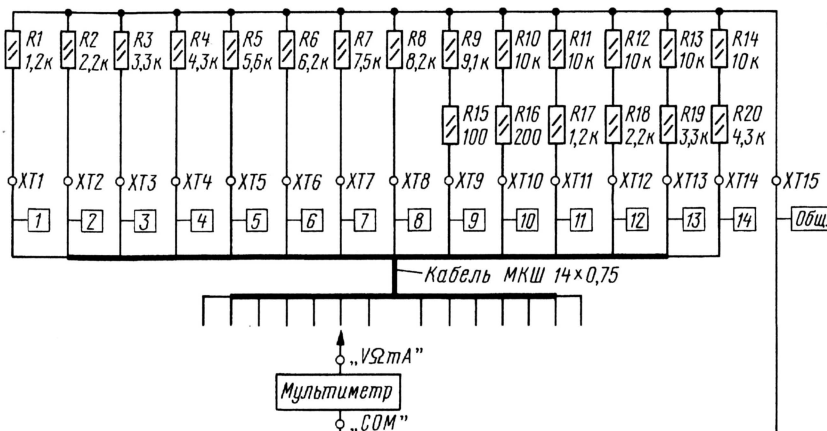 R1 R2 R3 R4 R5 R6 R7 R8 R9 R10 R11 R12 R13 R14
1,2к 2,2к 3,3к 4,3к 5,6к 6,2к 7,5к 8,2к 9,1к 10к 10к 10к 10к 10к
R15 R16 R17 R18 R19 R20
100 200 1,2к 2,2к 3,3к 4,3к
XT1 XT2 XT3 XT4 XT5 XT6 XT7 XT8 XT9 XT10 XT11 XT12 XT13 XT14 XT15
1 2 3 4 5 6 7 8 9 10 11 12 13 14 Общ.
Кабель МКШ 14×0,75
„VΩmA"
Мультиметр
„COM"